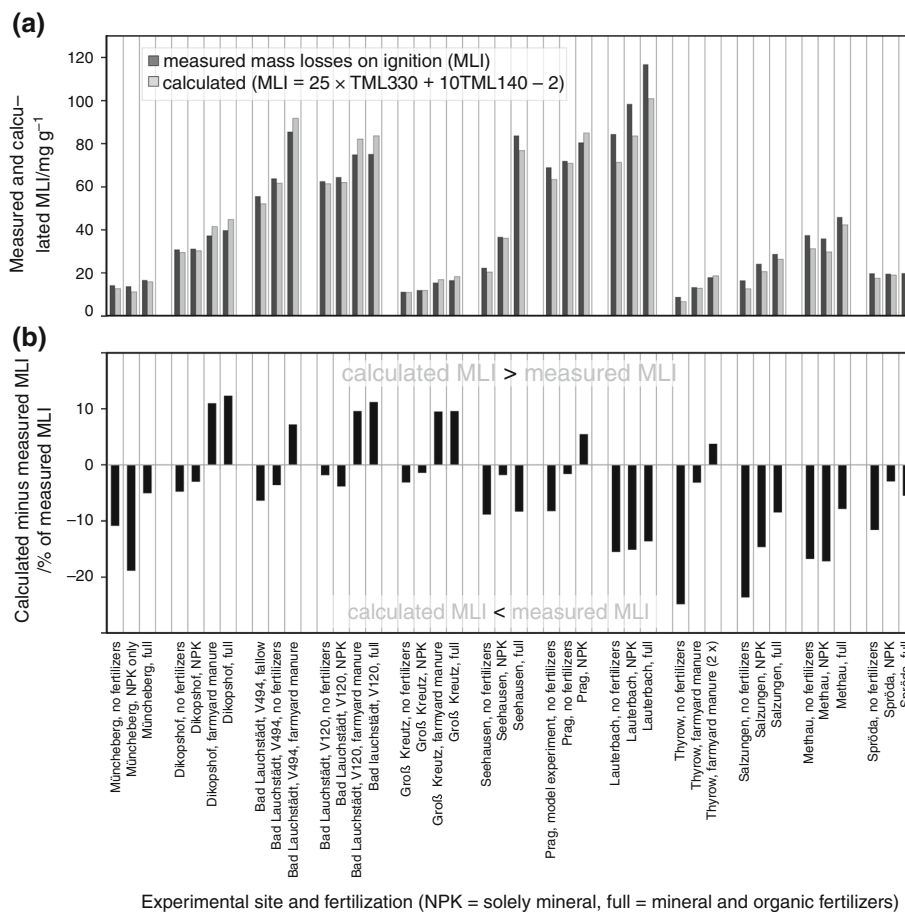 (a)
measured mass losses on ignition (MLI)
calculated (MLI = 25 × TML330 + 10TML140 – 2)
Measured and calcu–
lated MLI/mg g–1
120
100
80
60
40
20
0
(b)
calculated MLI > measured MLI
Calculated minus measured MLI
/% of measured MLI
10
0
−10
−20
calculated MLI < measured MLI
Müncheberg, no fertilizers
Müncheberg, NPK only
Müncheberg, full
Dikopshof, no fertilizers
Dikopshof, NPK
Dikopshof, farmyard manure
Dikopshof, full
Bad Lauchstädt, V494, fallow
Bad Lauchstädt, V494, no fertilizers
Bad Lauchstädt, V494, farmyard manure
Bad Lauchstädt, V120, no fertilizers
Bad Lauchstädt, V120, NPK
Bad Lauchstädt, V120, farmyard manure
Bad lauchstädt, V120, full
Groß Kreutz, no fertilizers
Groß Kreutz, NPK
Groß Kreutz, farmyard manure
Groß Kreutz, full
Seehausen, no fertilizers
Seehausen, NPK
Seehausen, full
Prag, model experiment, no fertilizers
Prag, no fertilizers
Prag, NPK
Lauterbach, no fertilizers
Lauterbach, NPK
Lauterbach, full
Thyrow, no fertilizers
Thyrow, farmyard manure
Thyrow, farmyard manure (2 x)
Salzungen, no fertilizers
Salzungen, NPK
Salzungen, full
Methau, no fertilizers
Methau, NPK
Methau, full
Spröda, no fertilizers
Spröda, NPK
Spröda, full
Experimental site and fertilization (NPK = solely mineral, full = mineral and organic fertilizers)